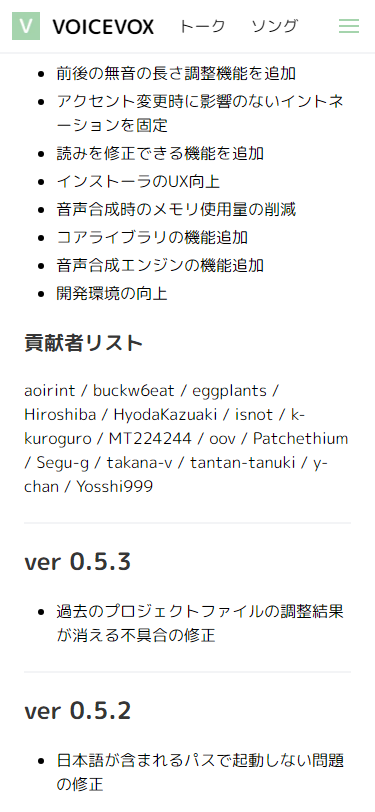 V VOICEVOX トーク ソング
前後の無音の長さ調整機能を追加
アクセント変更時に影響のないイントネ
ーションを固定
読みを修正できる機能を追加
インストーラのUX向上
音声合成時のメモリ使用量の削減
コアライブラリの機能追加
音声合成エンジンの機能追加
開発環境の向上
貢献者リスト
aoirint / buckw6eat / eggplants /
Hiroshiba / HyodaKazuaki / isnot / k-
kuroguro / MT224244 / oov / Patchethium
/ Segu-g / takana-v / tantan-tanuki / y-
chan / Yosshi999
ver 0.5.3
過去のプロジェクトファイルの調整結果
が消える不具合の修正
ver 0.5.2
日本語が含まれるパスで起動しない問題
の修正